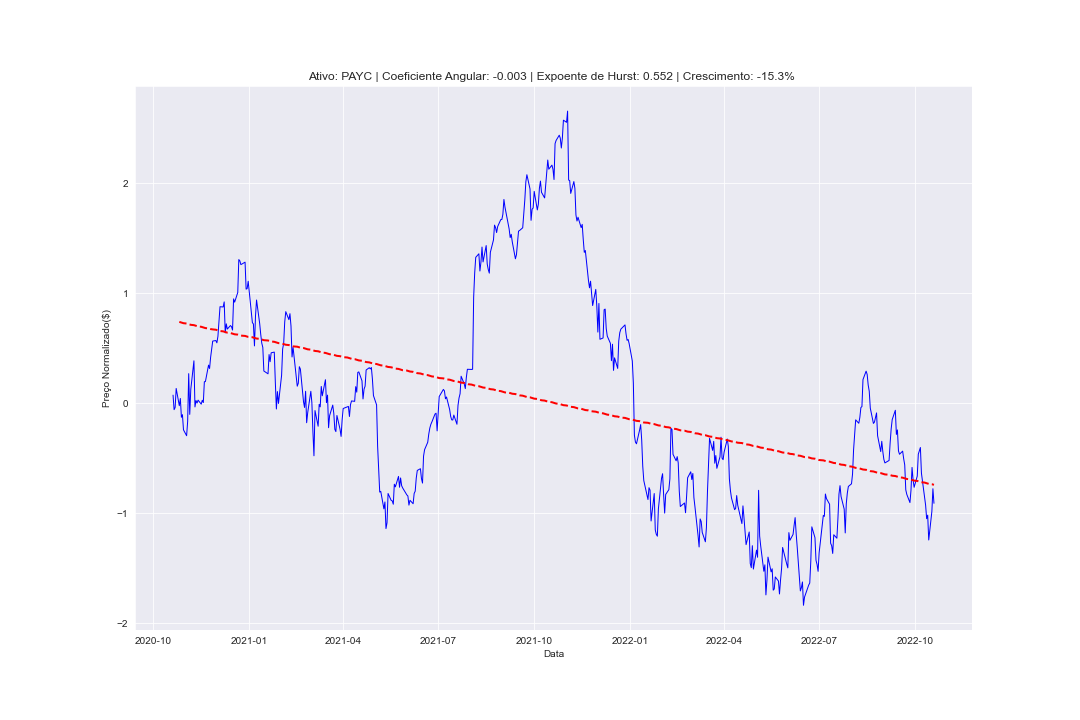 Ativo: PAYC | Coeficiente Angular: -0.003 | Expoente de Hurst: 0.552 | Crescimento: -15.3%
Preço Normalizado($)
2
1
0
−1
−2
2020-10 2021-01 2021-04 2021-07 2021-10 2022-01 2022-04 2022-07 2022-10
Data